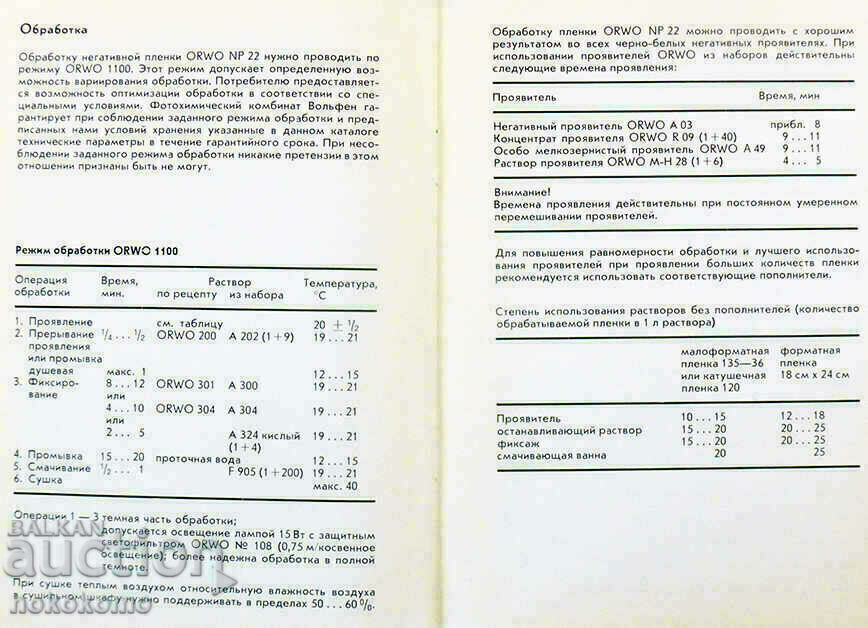 Обработка
Обработку негативной пленки ORWO NP 22 нужно проводить по
режиму ORWO 1100. Этот режим допускает определенную воз-
можность вариирования обработки. Потребителю предоставляет-
ся возможность оптимизации обработки в соответствии со спе-
циальными условиями. Фотохимический комбинат Вольфен га-
рантирует при соблюдении заданного режима обработки и пред-
писанных нами условий хранения указанные в данном каталоге
технические параметры в течение гарантийного срока. При несо-
блюдении заданного режима обработки никакие претензии в этом
отношении признаны быть не могут.
Режим обработки ORWO 1100
Операция Время, Раствор Температура,
обработки мин. по рецепту из набора °C
1. Проявление см. таблицу 20 ± ½
2. Прерывание ¼ ... ½ ORWO 200 A 202 (1+9) 19 ... 21
проявления
или промывка
душевая макс. 1 12 ... 15
3. Фиксиро- 8 ... 12 ORWO 301 A 300 19 ... 21
вание или
4 ... 10 ORWO 304 A 304 19 ... 21
или
2 ... 5 A 324 кислый 19 ... 21
(1+4)
4. Промывка 15 ... 20 проточная вода 12 ... 15
5. Смачивание ½ ... 1 F 905 (1+200) 19 ... 21
6. Сушка макс. 40
Операции 1 — 3 темная часть обработки;
допускается освещение лампой 15 Вт с защитным
светофильтром ORWO № 108 (0,75 м/косвенное
освещение); более надежна обработка в полной
темноте.
При сушке теплым воздухом относительную влажность воздуха
в сушильном шкафу нужно поддерживать в пределах 50 ... 60 %.
BALKAN
auction
nokokomo
Обработку пленки ORWO NP 22 можно проводить с хорошим
результатом во всех черно-белых негативных проявителях. При
использовании проявителей ORWO из наборов действительны
следующие времена проявления:
Проявитель Время, мин
Негативный проявитель ORWO A 03 прибл. 8
Концентрат проявителя ORWO R 09 (1+40) 9 ... 11
Особо мелкозернистый проявитель ORWO A 49 9 ... 11
Раствор проявителя ORWO M-H 28 (1+6) 4 ... 5
Внимание!
Времена проявления действительны при постоянном умеренном
перемешивании проявителей.
Для повышения равномерности обработки и лучшего использо-
вания проявителей при проявлении больших количеств пленки
рекомендуется использовать соответствующие пополнители.
Степень использования растворов без пополнителей (количество
обрабатываемой пленки в 1 л раствора)
малоформатная форматная
пленка 135—36 пленка
или катушечная 18 см x 24 см
пленка 120
Проявитель 10 ... 15 12 ... 18
останавливающий раствор 15 ... 20 20 ... 25
фиксаж 15 ... 20 20 ... 25
смачивающая ванна 20 25